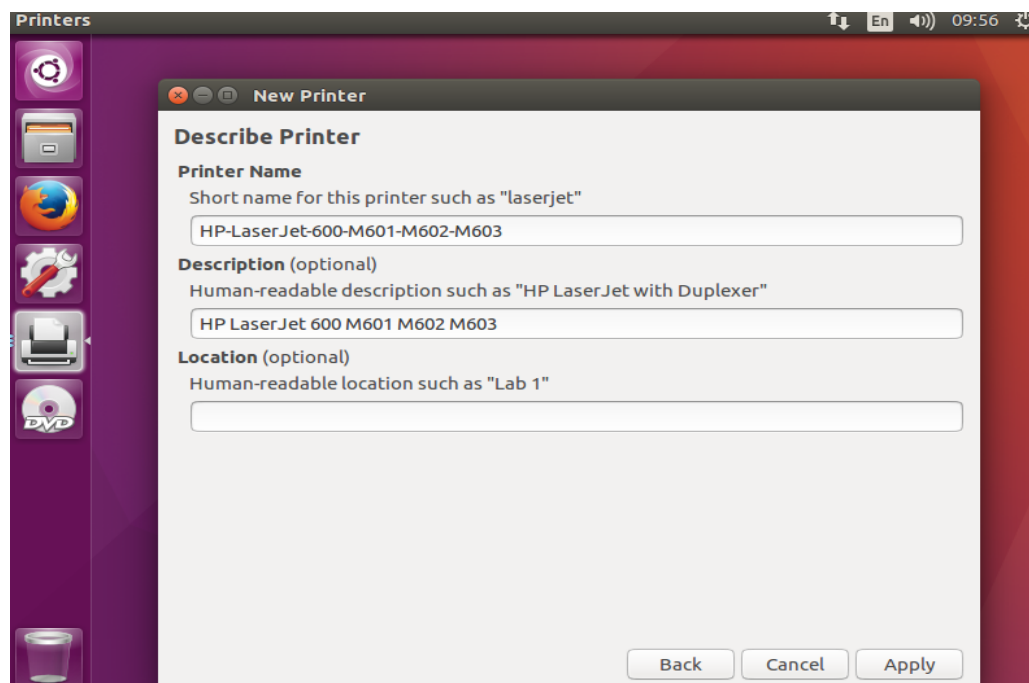 Printers
En
09:56
New Printer
Describe Printer
Printer Name
Short name for this printer such as "laserjet"
HP-LaserJet-600-M601-M602-M603
Description (optional)
Human-readable description such as "HP LaserJet with Duplexer"
HP LaserJet 600 M601 M602 M603
Location (optional)
Human-readable location such as "Lab 1"
DVD
Back Cancel Apply